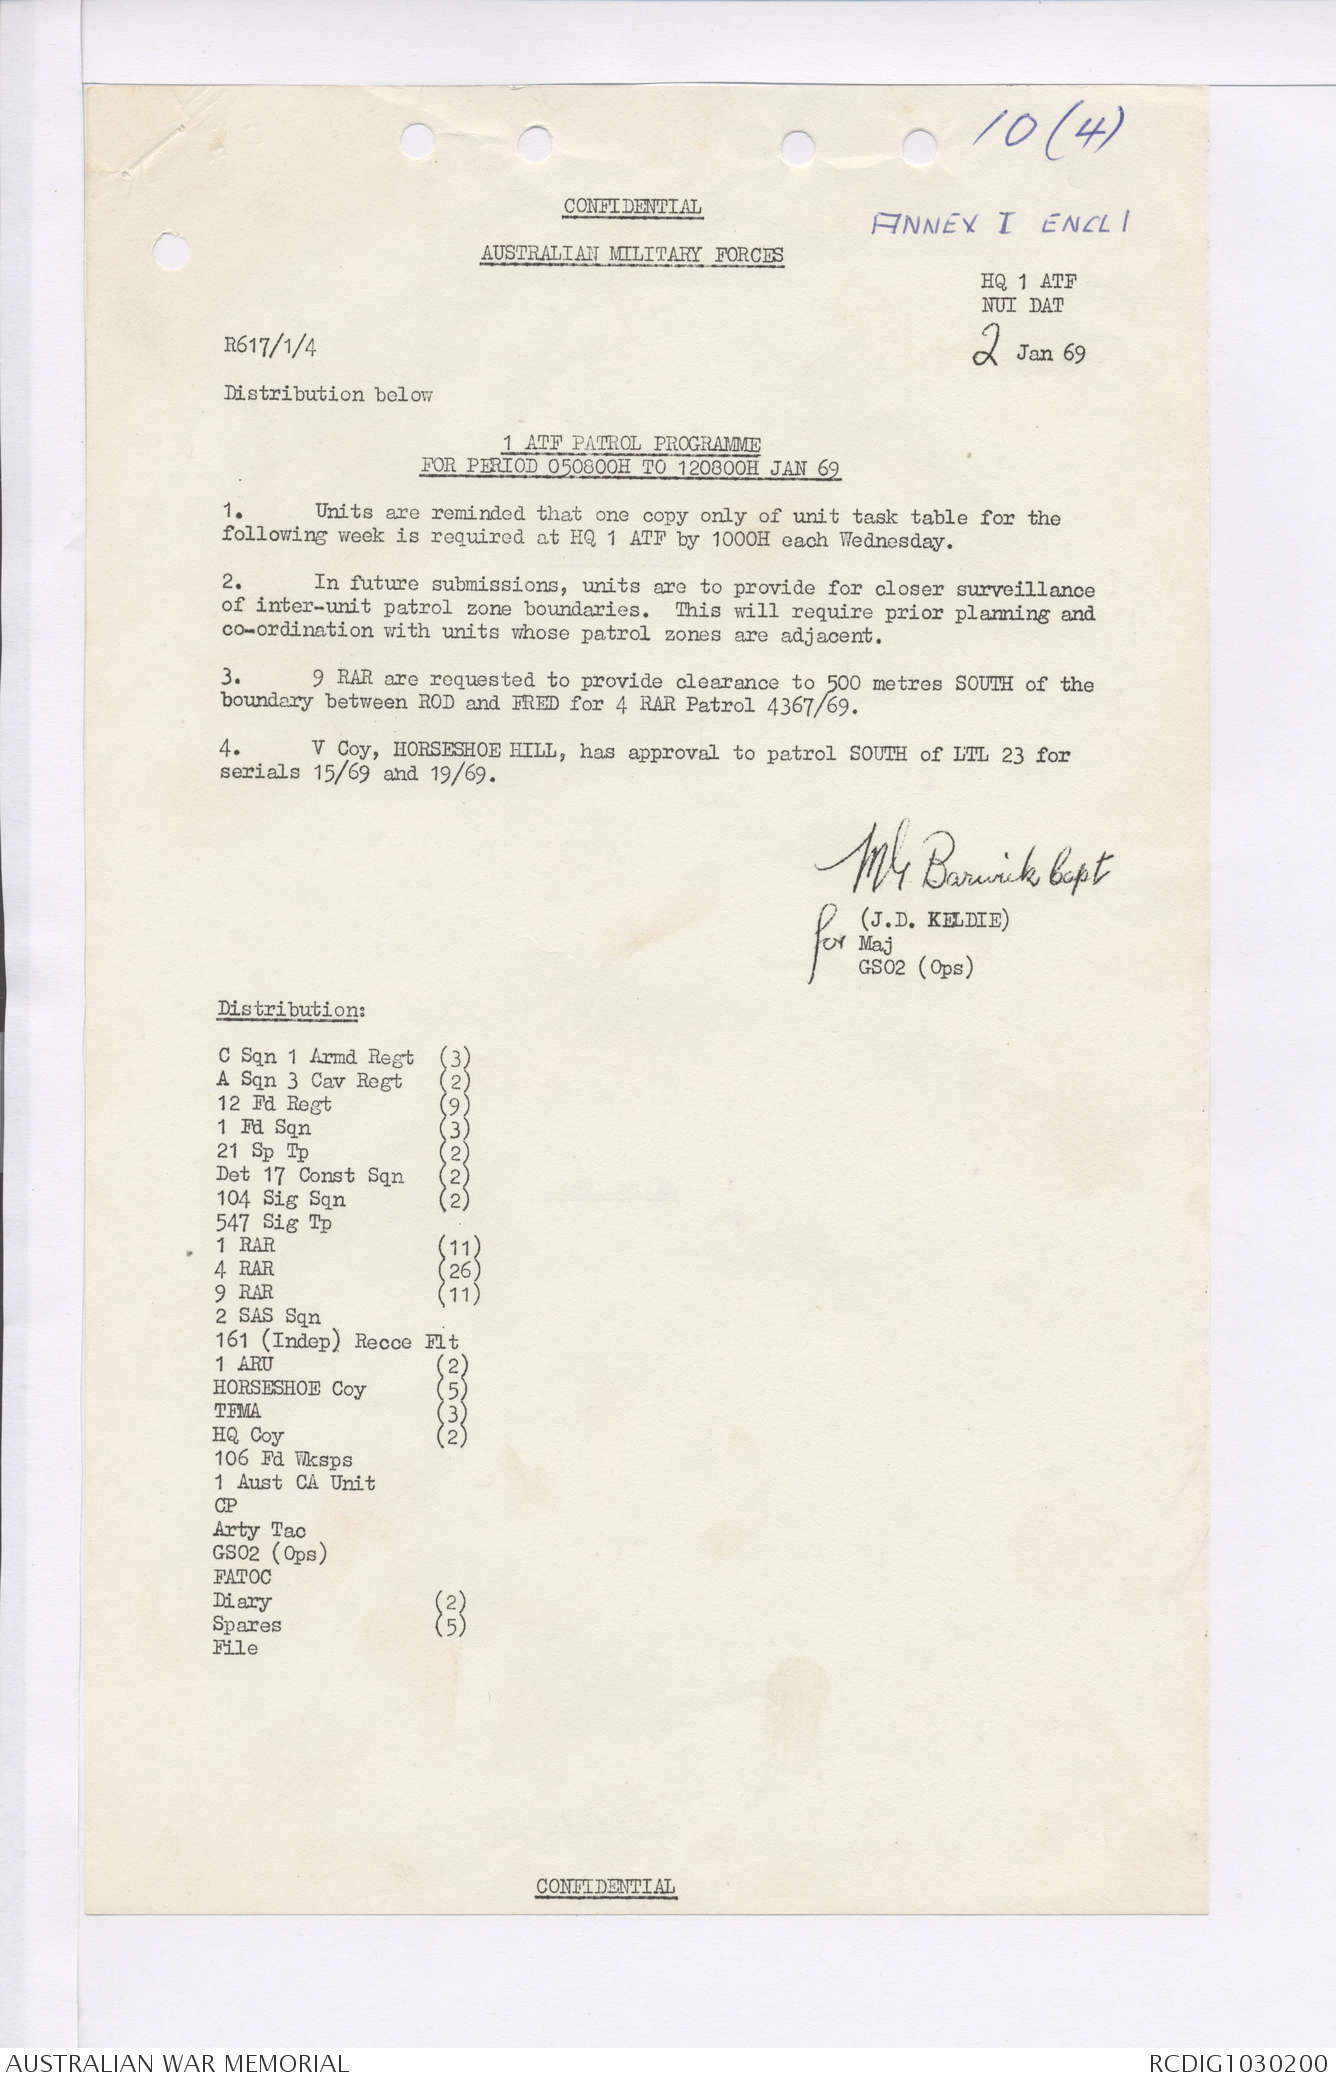 10 (4)
CONFIDENTIAL
ANNEX I ENCL 1
AUSTRALIAN MILITARY FORCES
HQ 1 ATF
NUI DAT
R617/1/4
2 Jan 69
Distribution below
1 ATF PATROL PROGRAMME
FOR PERIOD 050800H TO 120800H JAN 69
1. Units are reminded that one copy only of unit task table for the
following week is required at HQ 1 ATF by 1000H each Wednesday.
2. In future submissions, units are to provide for closer surveillance
of inter-unit patrol zone boundaries. This will require prior planning and
co-ordination with units whose patrol zones are adjacent.
3. 9 RAR are requested to provide clearance to 500 metres SOUTH of the
boundary between ROD and FRED for 4 RAR Patrol 4367/69.
4. V Coy, HORSESHOE HILL, has approval to patrol SOUTH of LTL 23 for
serials 15/69 and 19/69.
Barwick Capt
for (J.D. KELDIE)
Maj
GSO2 (Ops)
Distribution:
C Sqn 1 Armd Regt (3)
A Sqn 3 Cav Regt (2)
12 Fd Regt (9)
1 Fd Sqn (3)
21 Sp Tp (2)
Det 17 Const Sqn (2)
104 Sig Sqn (2)
547 Sig Tp
1 RAR (11)
4 RAR (26)
9 RAR (11)
2 SAS Sqn
161 (Indep) Recce Flt
1 ARU (2)
HORSESHOE Coy (5)
TFMA (3)
HQ Coy (2)
106 Fd Wksps
1 Aust CA Unit
CP
Arty Tac
GSO2 (Ops)
FATOC
Diary (2)
Spares (5)
File
CONFIDENTIAL
AUSTRALIAN WAR MEMORIAL
RCDIG1030200